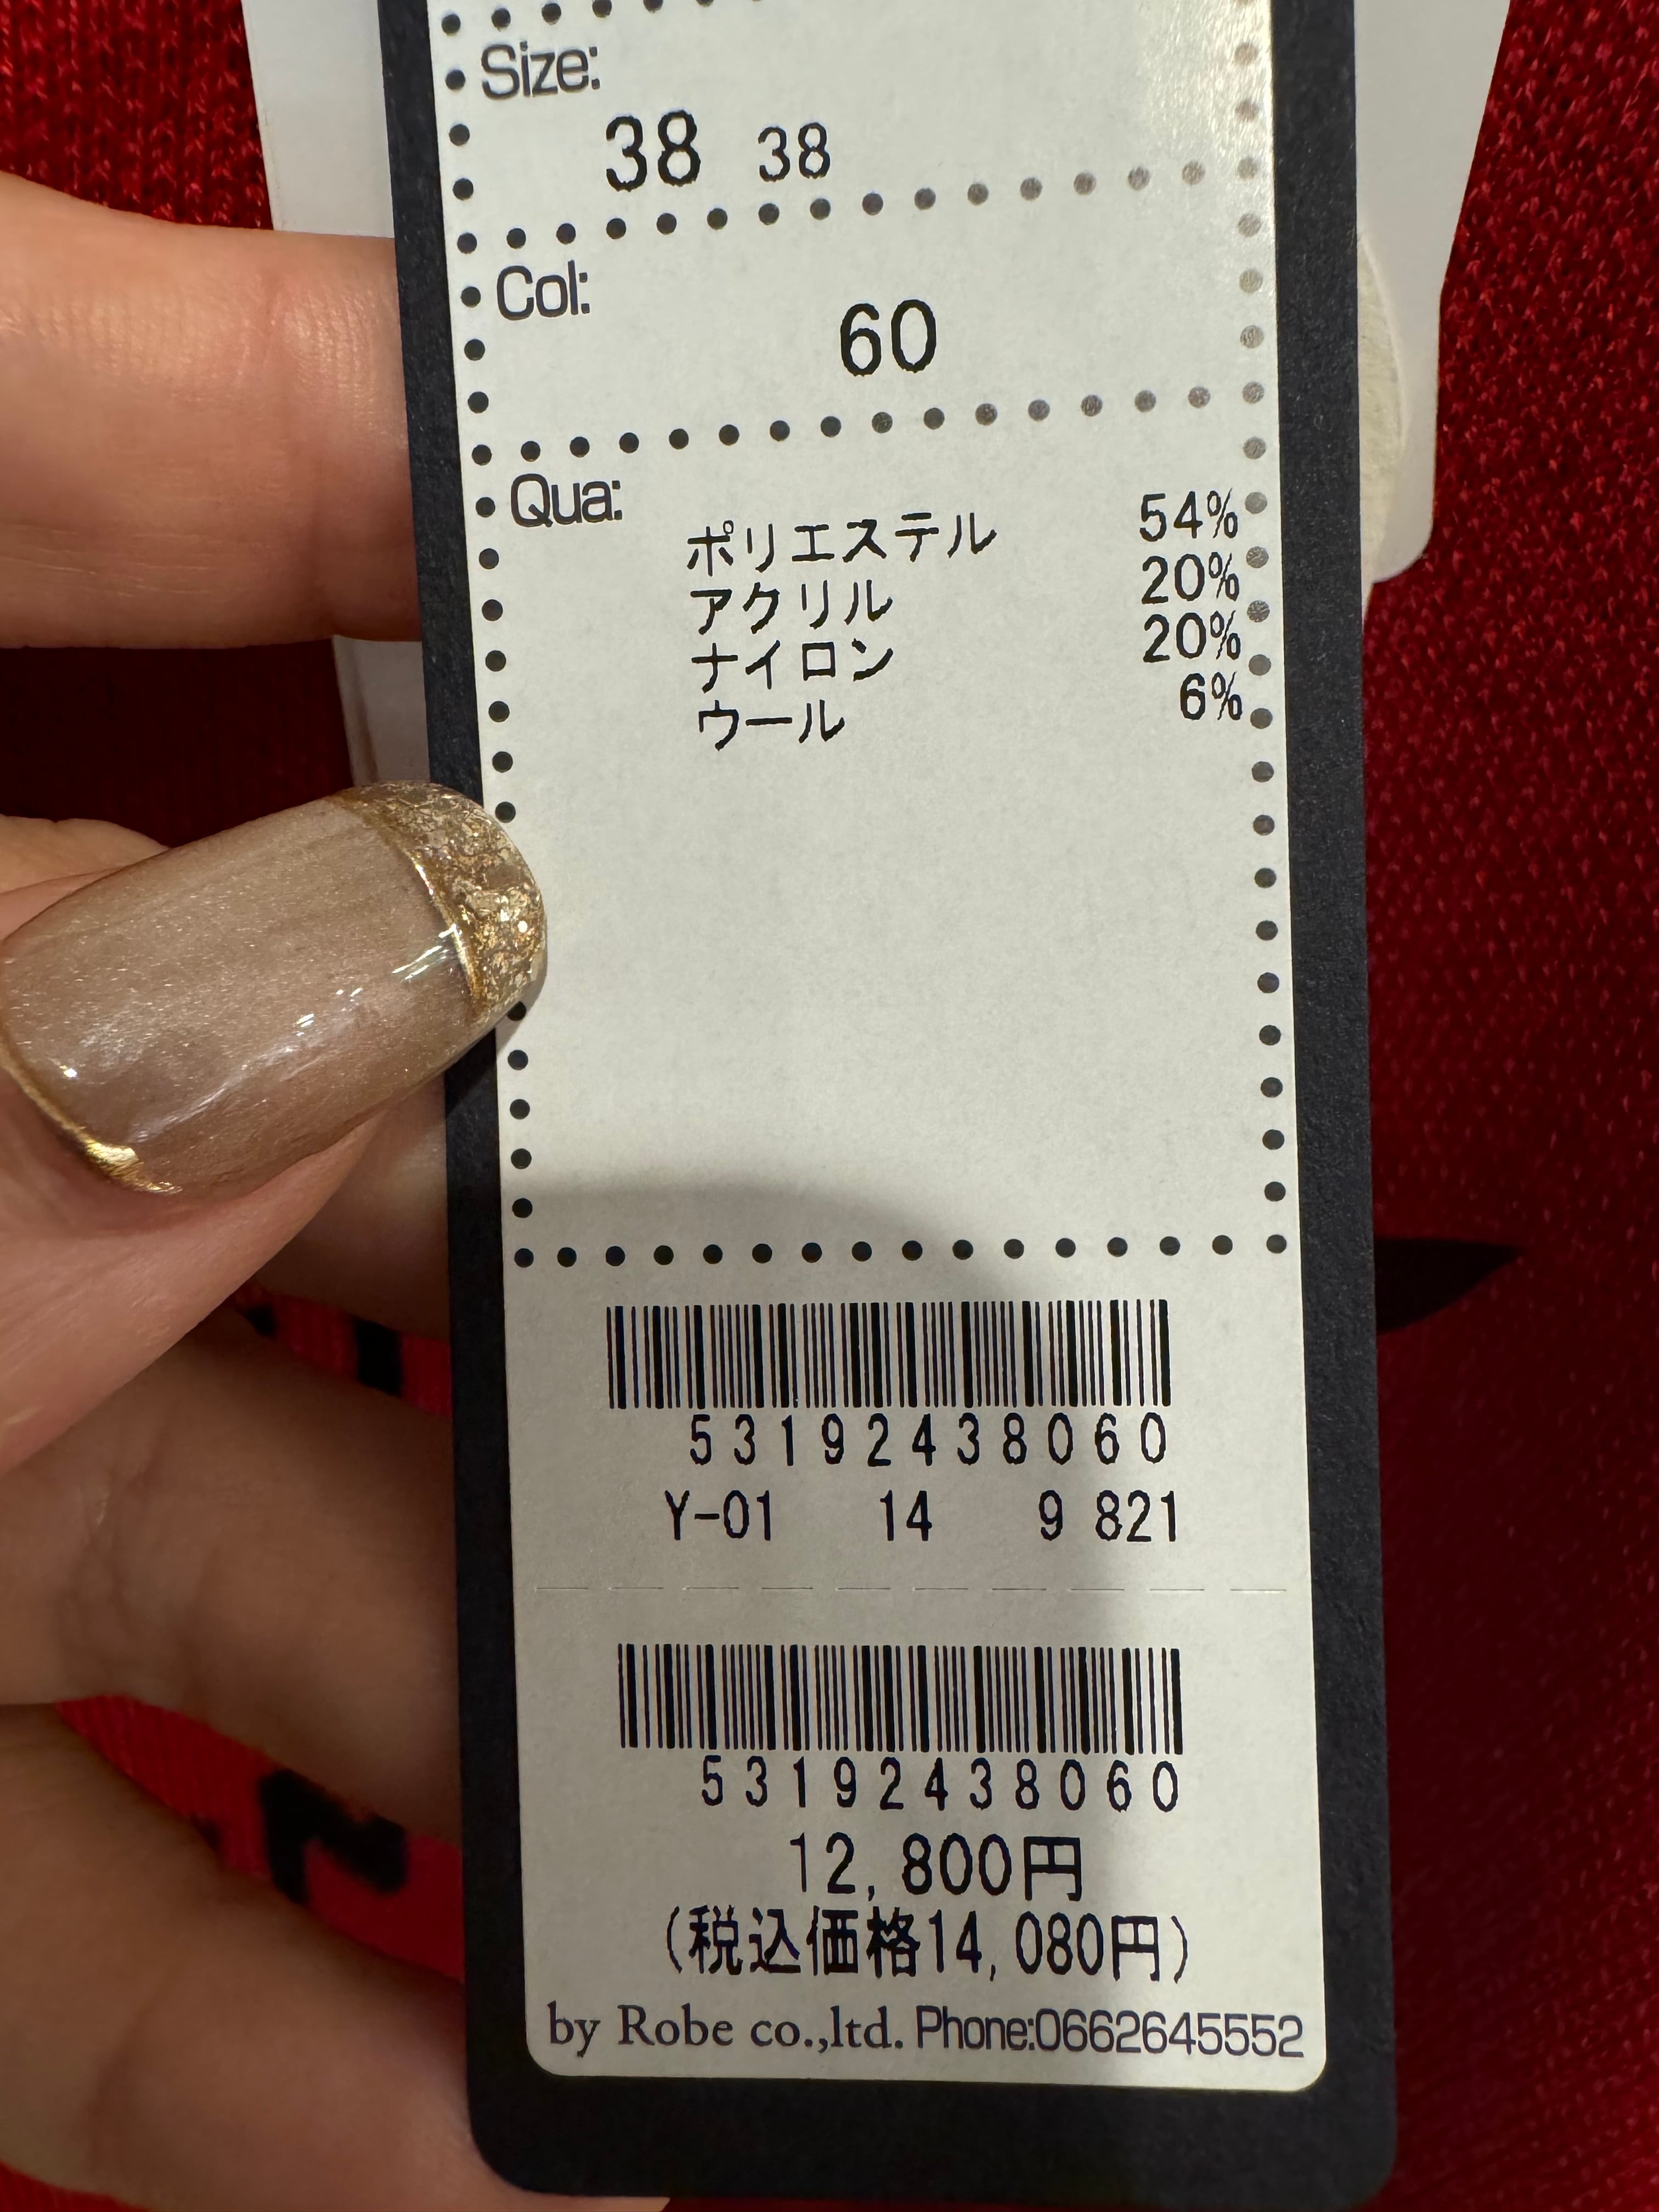 Size:
38 38
Col:
60
Qua:
ポリエステル 54%
アクリル 20%
ナイロン 20%
ウール 6%
53192438060
Y-01 14 9 821
53192438060
12,800円
(税込価格14,080円)
by Robe co.,ltd. Phone:0662645552